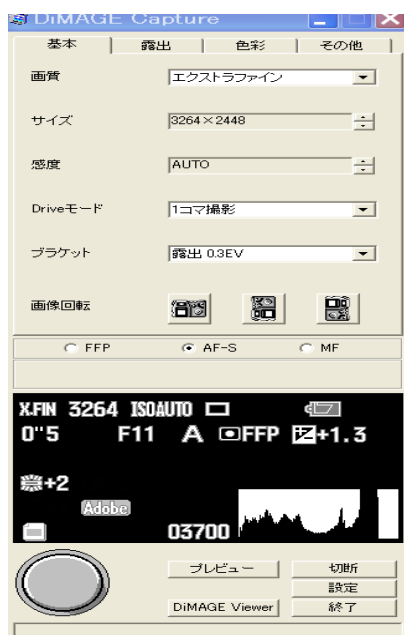 DiMAGE Capture
基本 露出 色彩 その他
画質 エクストラファイン
サイズ 3264×2448
感度 AUTO
Driveモード 1コマ撮影
ブラケット 露出 0.3EV
画像回転
FFP AF-S MF
X.FIN 3264 ISOAUTO
0"5 F11 A FFP +1.3
+2
Adobe
03700
プレビュー 切断
設定
DiMAGE Viewer 終了